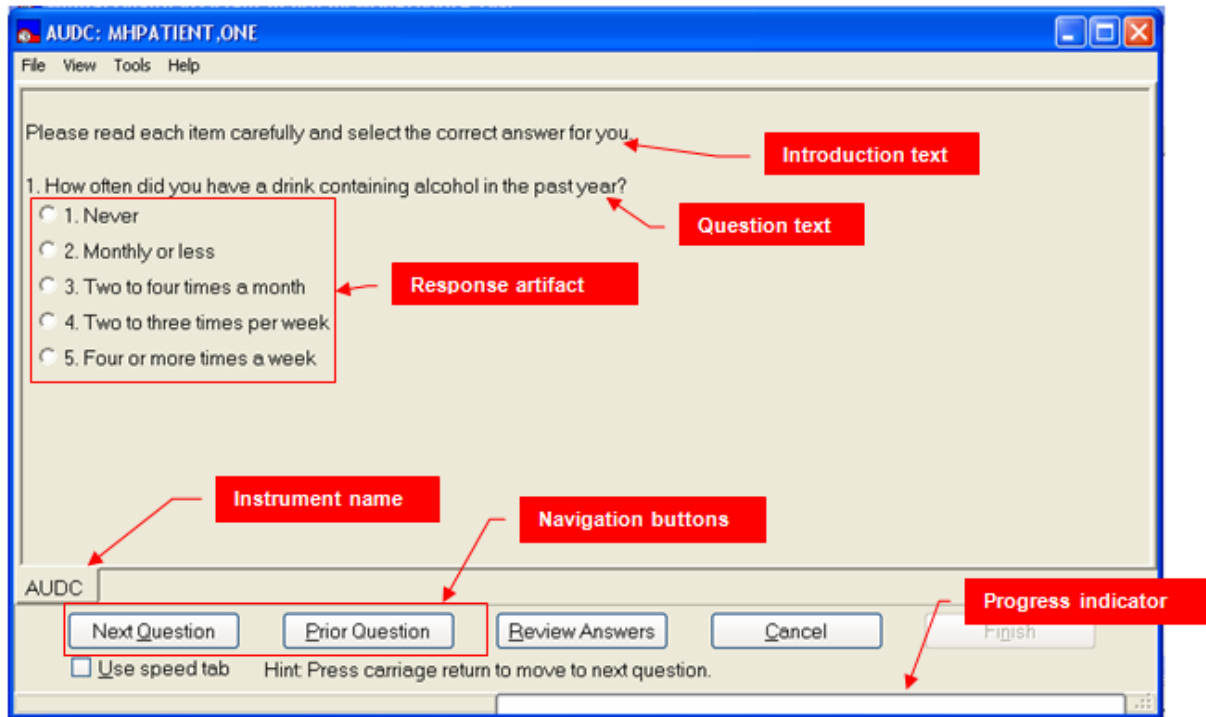 AUDC: MHPATIENT,ONE
File View Tools Help
Please read each item carefully and select the correct answer for you.
Introduction text
1. How often did you have a drink containing alcohol in the past year?
Question text
1. Never
2. Monthly or less
3. Two to four times a month
Response artifact
4. Two to three times per week
5. Four or more times a week
Instrument name
Navigation buttons
AUDC
Progress indicator
Next Question Prior Question Review Answers Cancel Finish
Use speed tab Hint: Press carriage return to move to next question.